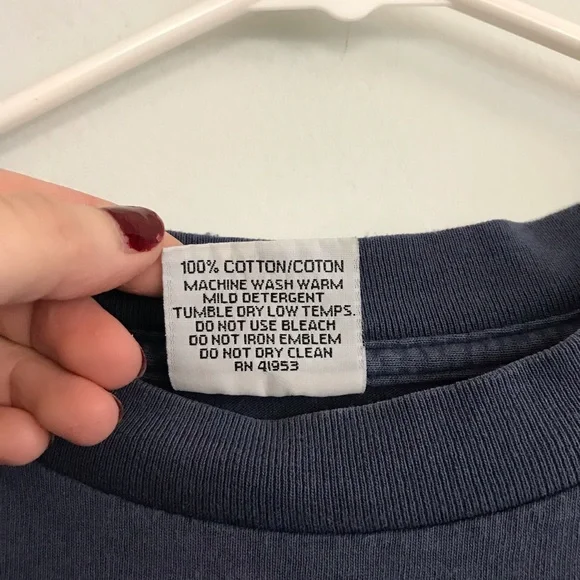 100% COTTON/COTON
MACHINE WASH WARM
MILD DETERGENT
TUMBLE DRY LOW TEMPS.
DO NOT USE BLEACH
DO NOT IRON EMBLEM
DO NOT DRY CLEAN
RN 41953